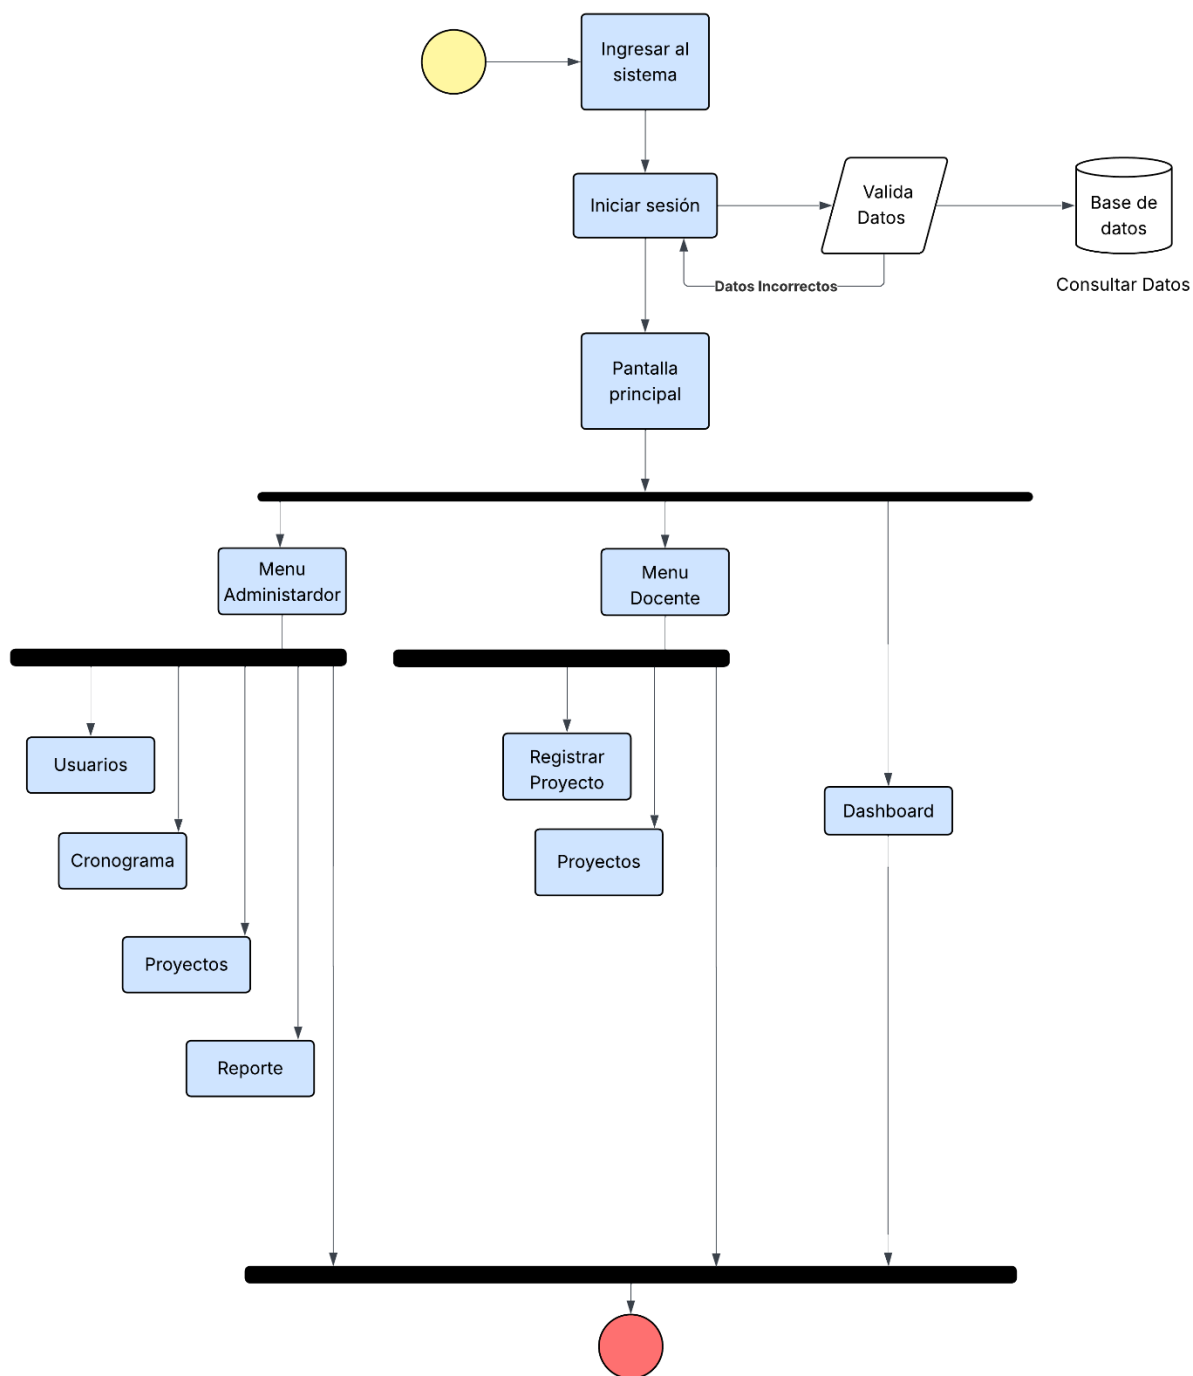 Ingresar al
sistema
Iniciar sesión
Valida
Datos
Base de
datos
Datos Incorrectos
Consultar Datos
Pantalla
principal
Menu
Administardor
Menu
Docente
Usuarios
Registrar
Proyecto
Dashboard
Cronograma
Proyectos
Proyectos
Reporte